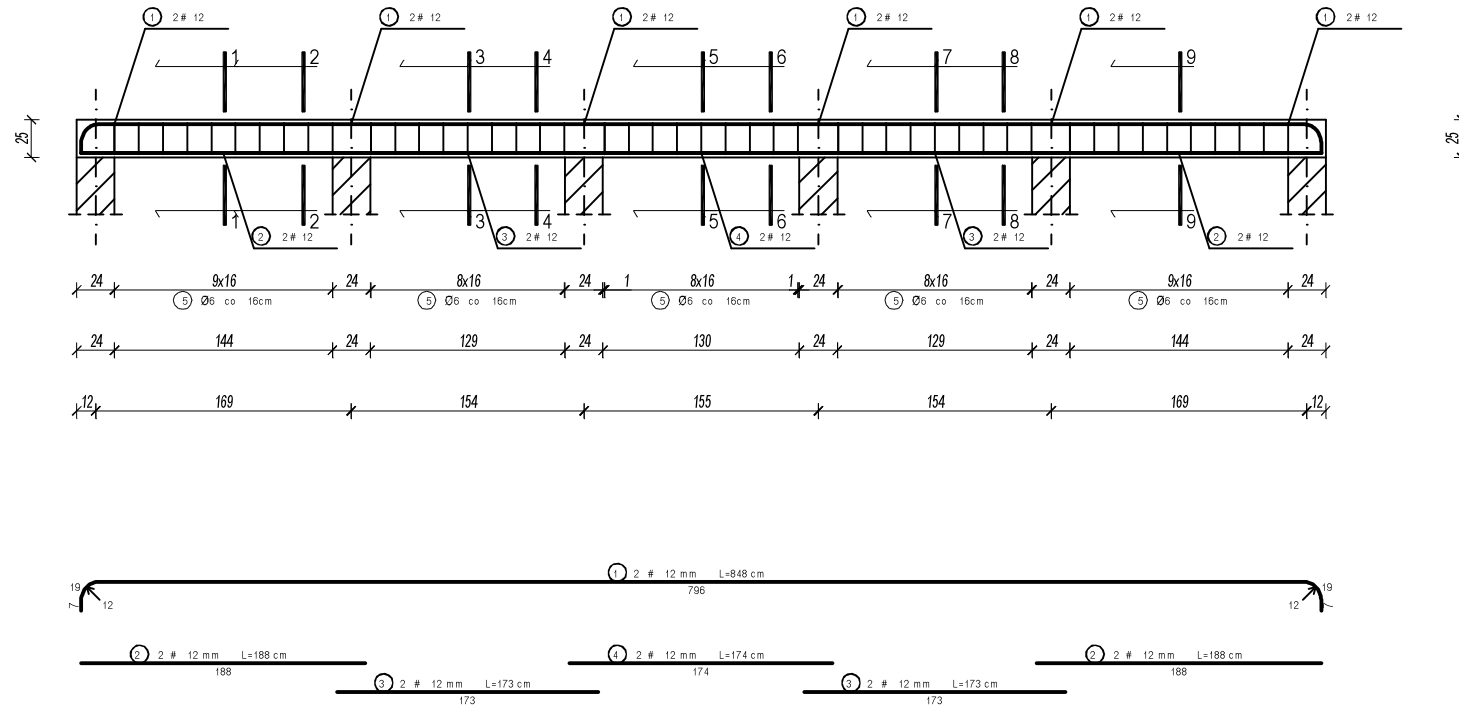 1 2# 12 1 2# 12 1 2# 12 1 2# 12 1 2# 12 1 2# 12
1 2 3 4 5 6 7 8 9
25 25
1 2 3 4 5 6 7 8 9
2 2# 12 3 2# 12 4 2# 12 3 2# 12 2 2# 12
24 9x16 24 8x16 24 1 8x16 1 24 8x16 24 9x16 24
5 Ø6 co 16cm 5 Ø6 co 16cm 5 Ø6 co 16cm 5 Ø6 co 16cm 5 Ø6 co 16cm
24 144 24 129 24 130 24 129 24 144 24
12 169 154 155 154 169 12
1 2 # 12 mm L=848 cm
19 796 19
7 12 12 7
2 2 # 12 mm L=188 cm 4 2 # 12 mm L=174 cm 2 2 # 12 mm L=188 cm
188 174 188
3 2 # 12 mm L=173 cm 3 2 # 12 mm L=173 cm
173 173